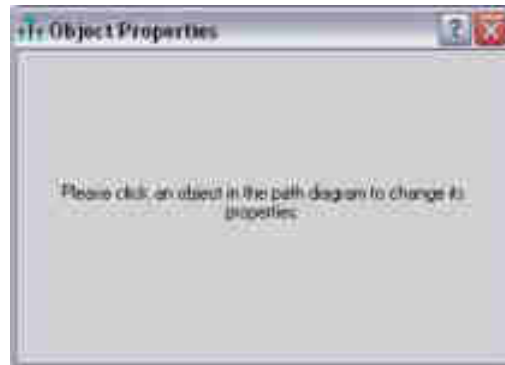 Object Properties
Please click an object in the path diagram to change its
properties.